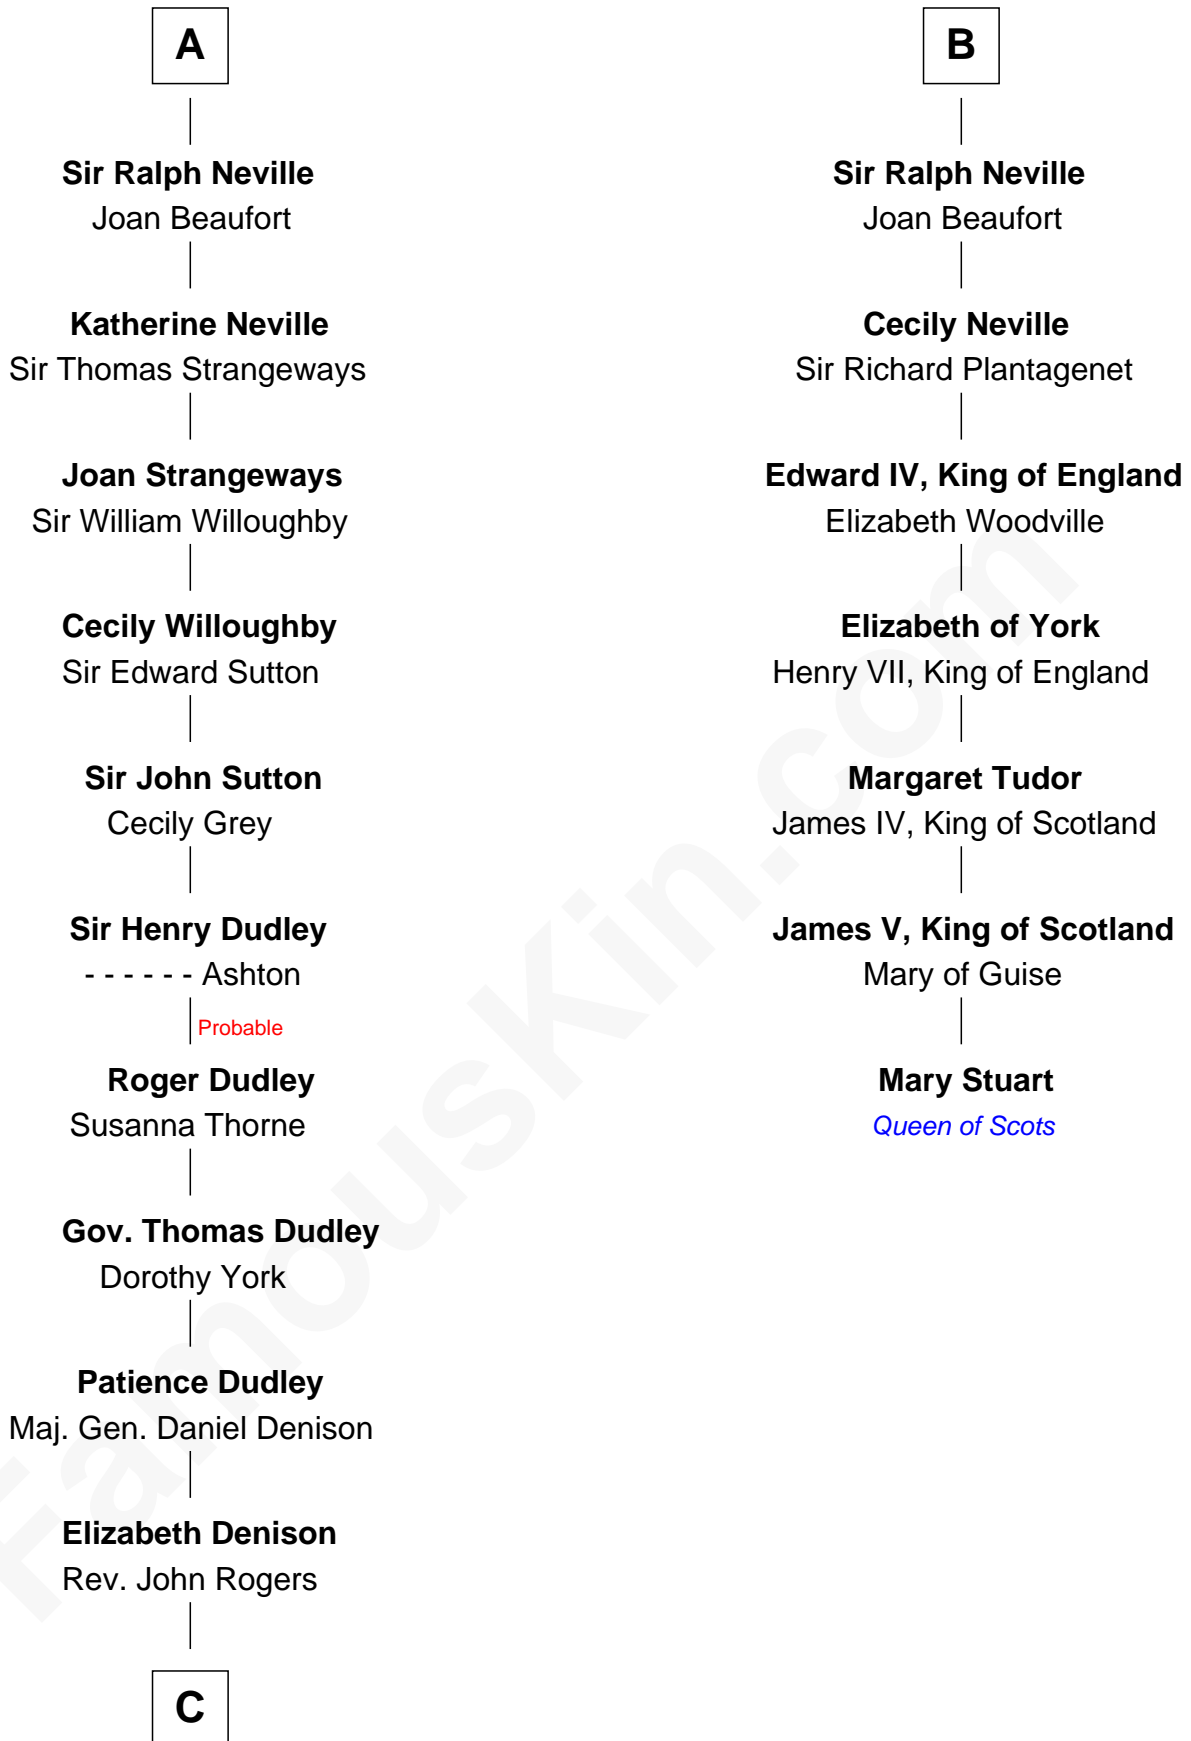 A
Sir Ralph Neville
Joan Beaufort
Katherine Neville
Sir Thomas Strangeways
Joan Strangeways
Sir William Willoughby
Cecily Willoughby
Sir Edward Sutton
Sir John Sutton
Cecily Grey
Sir Henry Dudley
- - - - - - Ashton
Probable
Roger Dudley
Susanna Thorne
Gov. Thomas Dudley
Dorothy York
Patience Dudley
Maj. Gen. Daniel Denison
Elizabeth Denison
Rev. John Rogers
C
B
Sir Ralph Neville
Joan Beaufort
Cecily Neville
Sir Richard Plantagenet
Edward IV, King of England
Elizabeth Woodville
Elizabeth of York
Henry VII, King of England
Margaret Tudor
James IV, King of Scotland
James V, King of Scotland
Mary of Guise
Mary Stuart
Queen of Scots
FamousKin.com